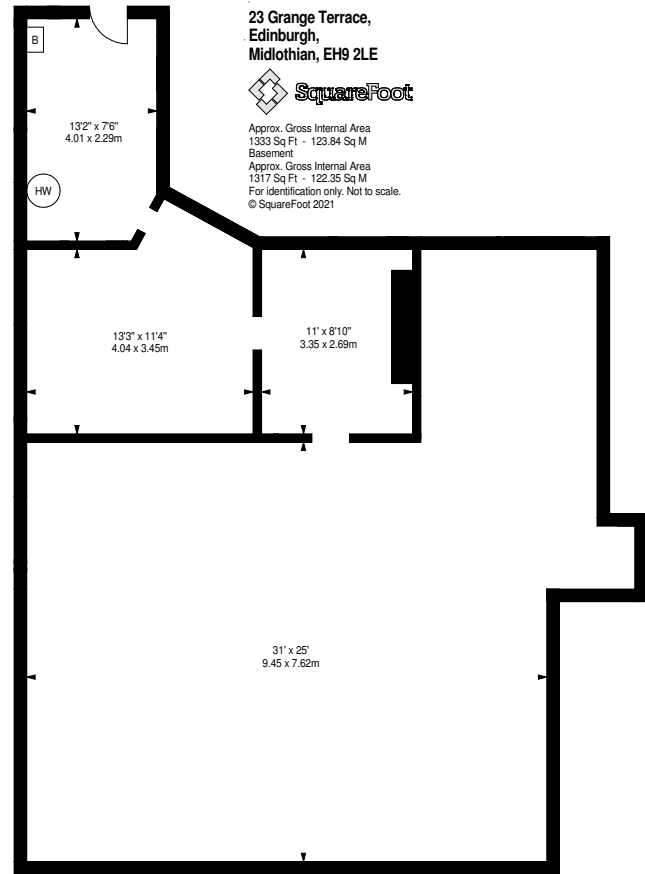 23 Grange Terrace,
Edinburgh,
Midlothian, EH9 2LE
SquareFoot
Approx. Gross Internal Area
1333 Sq Ft - 123.84 Sq M
Basement
Approx. Gross Internal Area
1317 Sq Ft - 122.35 Sq M
For identification only. Not to scale.
© SquareFoot 2021
B
13'2" x 7'6"
4.01 x 2.29m
HW
13'3" x 11'4"
4.04 x 3.45m
11' x 8'10"
3.35 x 2.69m
31' x 25'
9.45 x 7.62m